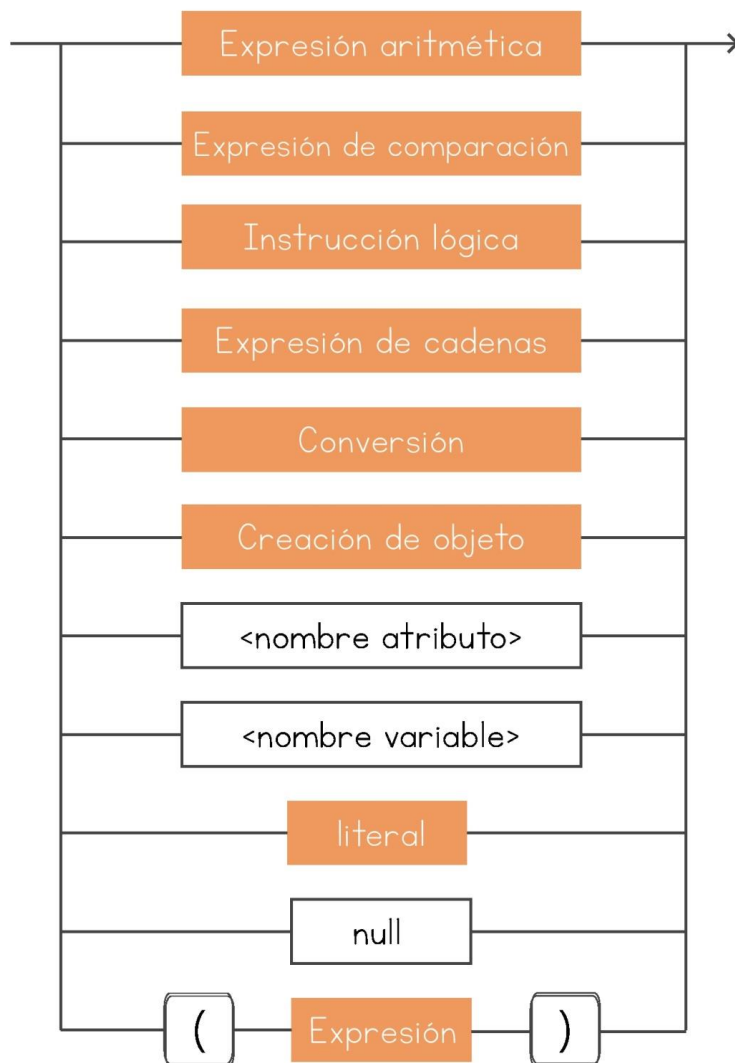 Expresión aritmética
Expresión de comparación
Instrucción lógica
Expresión de cadenas
Conversión
Creación de objeto
<nombre atributo>
<nombre variable>
literal
null
( Expresión )